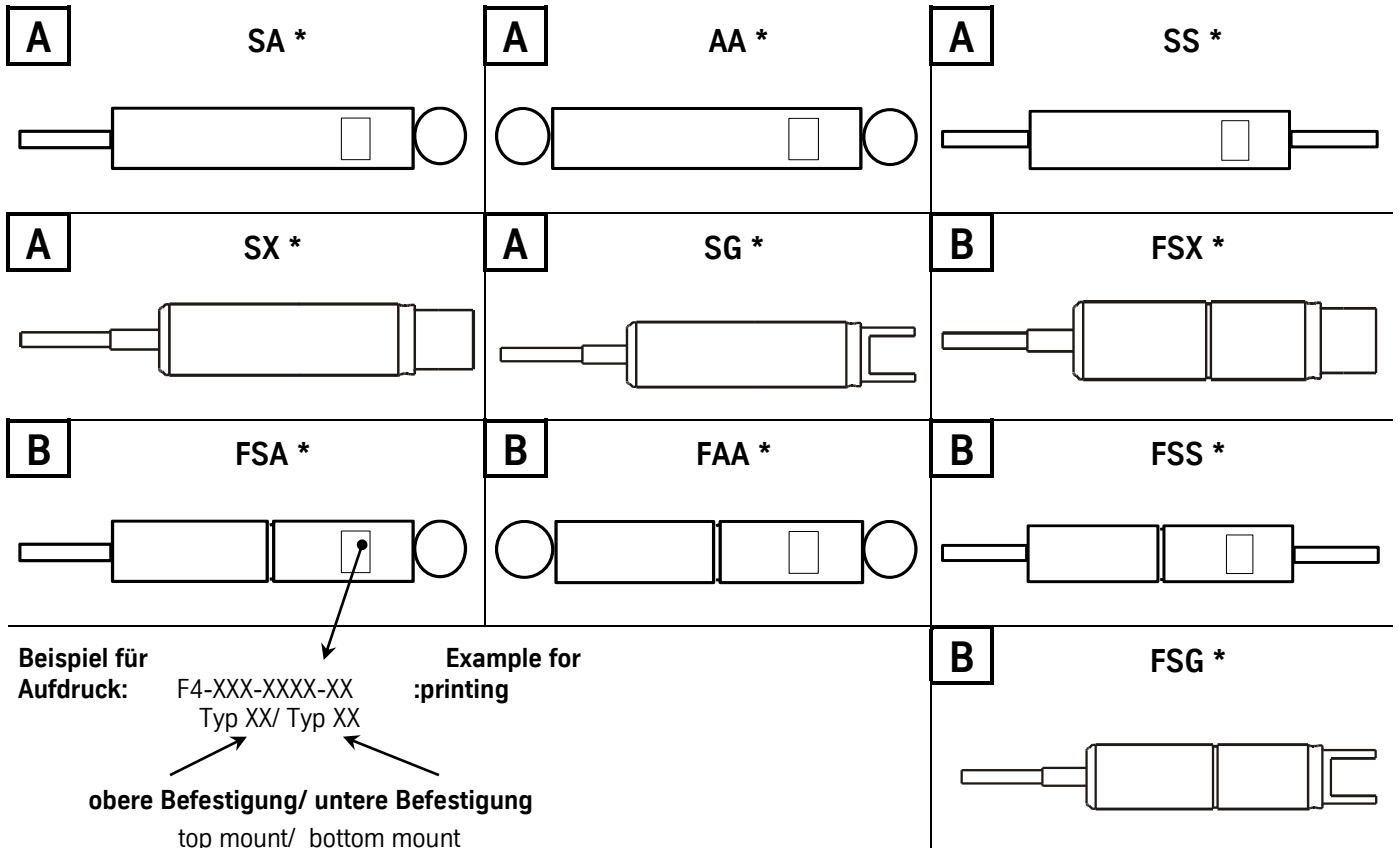 A SA *
A AA *
A SS *
A SX *
A SG *
B FSX *
B FSA *
B FAA *
B FSS *
Beispiel für
Aufdruck:
F4-XXX-XXXX-XX
Typ XX/ Typ XX
Example for
:printing
obere Befestigung/ untere Befestigung
top mount/ bottom mount
B FSG *